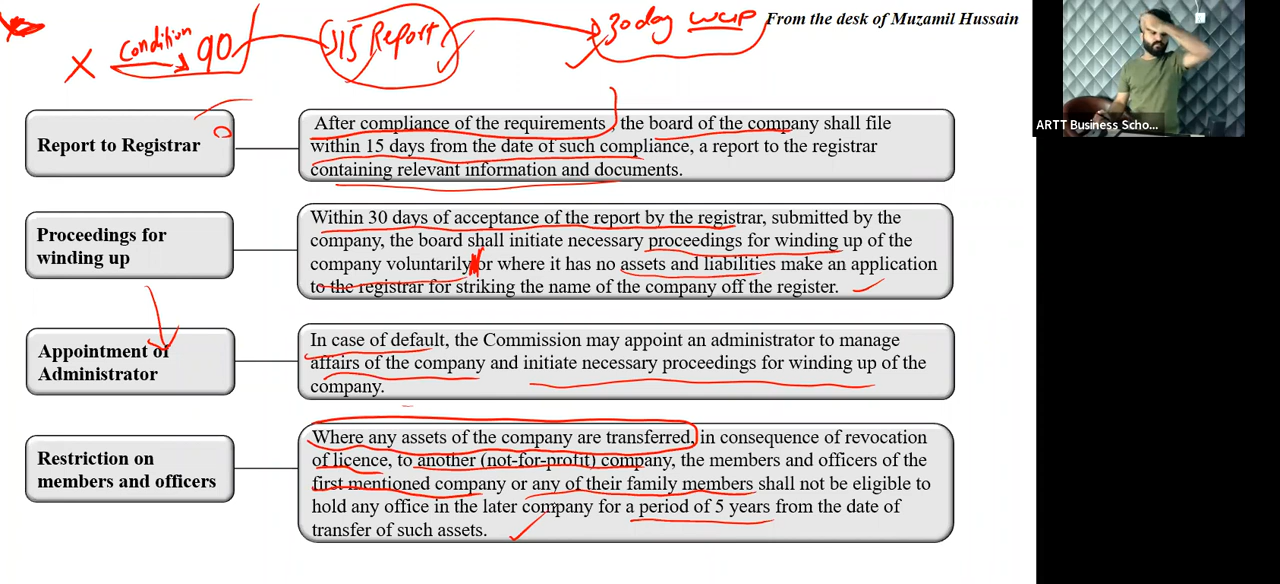 Condition 90 15 Report 30 day WUP
From the desk of Muzamil Hussain
ARTT Business Scho...
Report to Registrar
After compliance of the requirements, the board of the company shall file
within 15 days from the date of such compliance, a report to the registrar
containing relevant information and documents.
Proceedings for
winding up
Within 30 days of acceptance of the report by the registrar, submitted by the
company, the board shall initiate necessary proceedings for winding up of the
company voluntarily or where it has no assets and liabilities make an application
to the registrar for striking the name of the company off the register.
Appointment of
Administrator
In case of default, the Commission may appoint an administrator to manage
affairs of the company and initiate necessary proceedings for winding up of the
company.
Restriction on
members and officers
Where any assets of the company are transferred, in consequence of revocation
of licence, to another (not-for-profit) company, the members and officers of the
first mentioned company or any of their family members shall not be eligible to
hold any office in the later company for a period of 5 years from the date of
transfer of such assets.